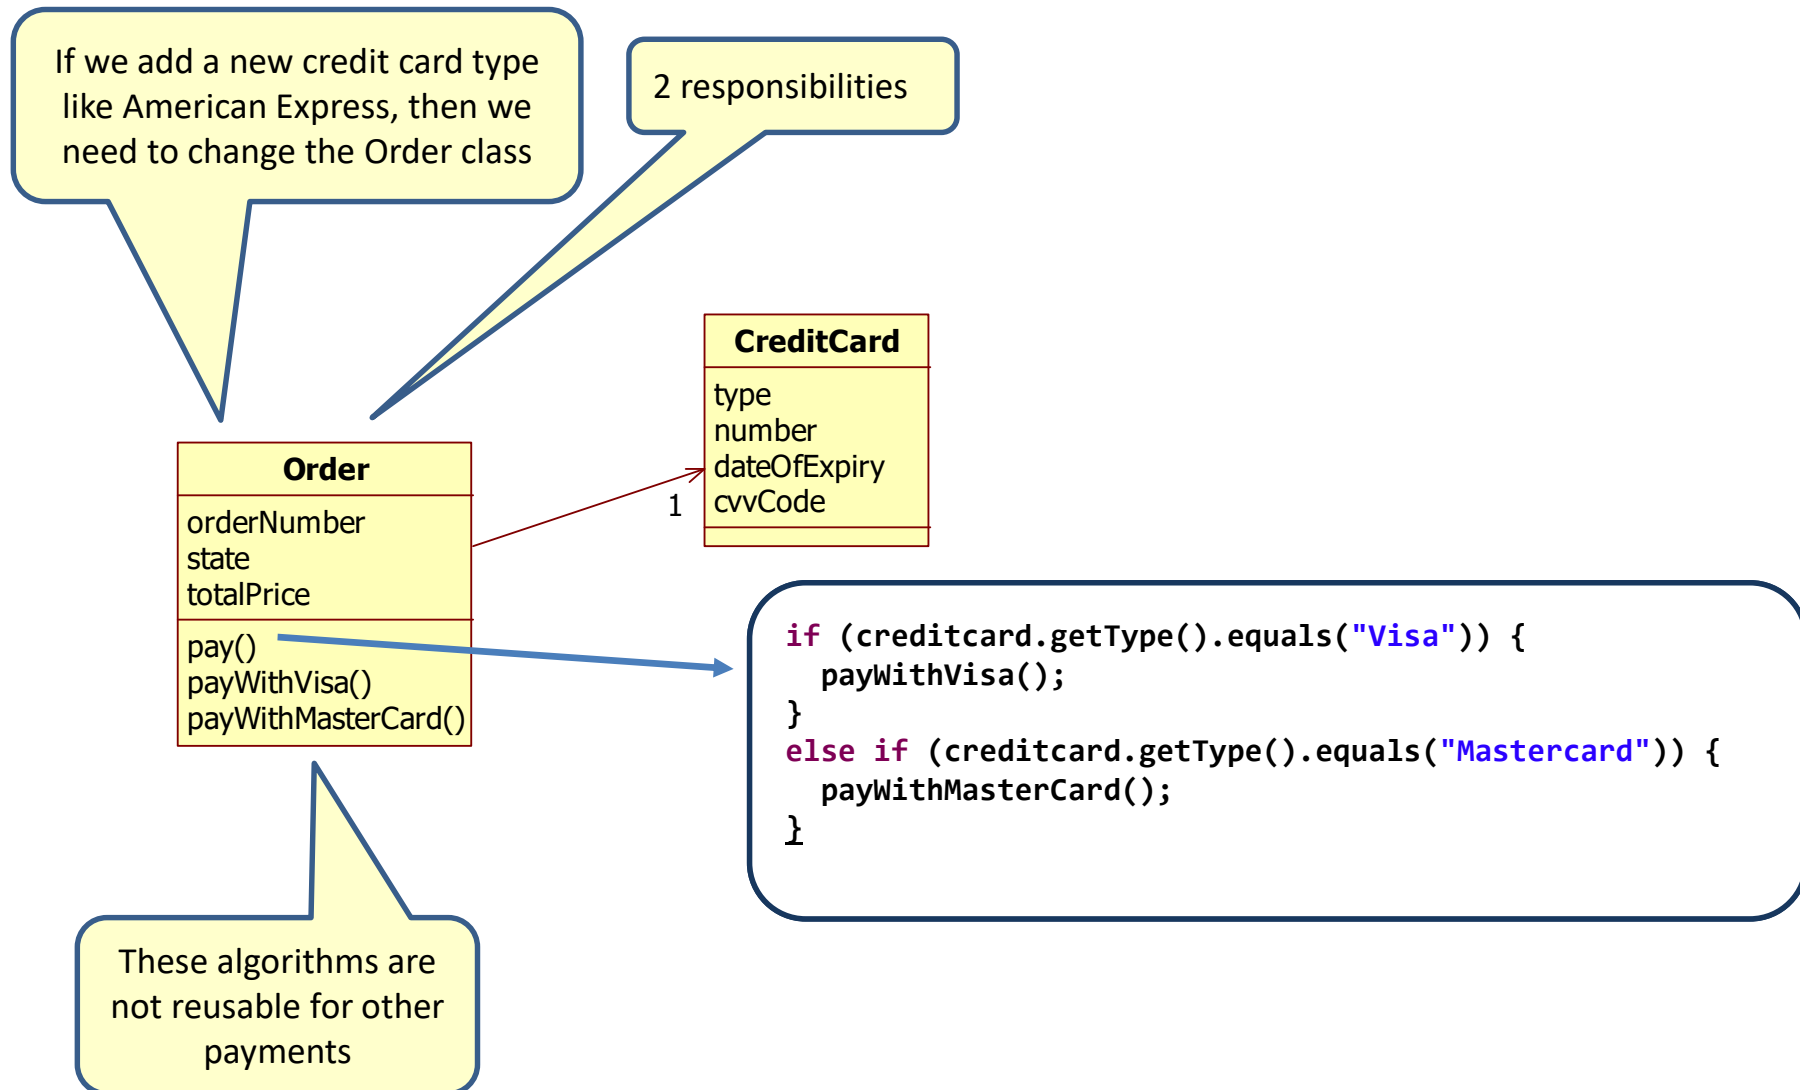 If we add a new credit card type
like American Express, then we
need to change the Order class
2 responsibilities
CreditCard
type
number
dateOfExpiry
cvvCode
1
Order
orderNumber
state
totalPrice
pay()
payWithVisa()
payWithMasterCard()
if (creditcard.getType().equals("Visa")) {
payWithVisa();
}
else if (creditcard.getType().equals("Mastercard")) {
payWithMasterCard();
}
These algorithms are
not reusable for other
payments